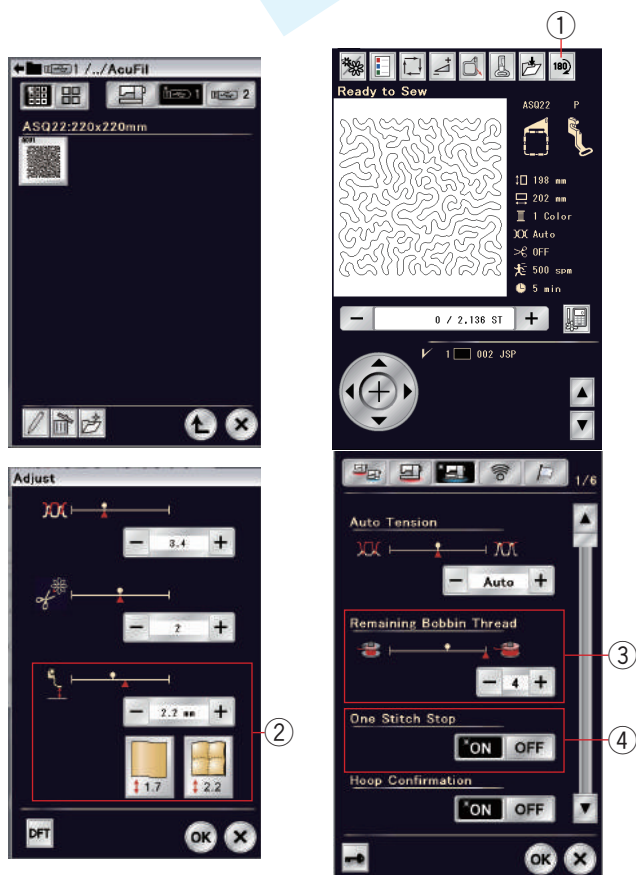 1 /../AcuFil
1
2
ASQ22:220x220mm
ACUF
1
180
Ready to Sew
ASQ22 P
198 mm
202 mm
1 Color
Auto
OFF
500 spm
5 min
− 0 / 2,136 ST +
1 002 JSP
Adjust
− 3.4 +
− 2 +
− 2.2 mm +
1.7 2.2
2
DFT OK X
1/6
Auto Tension
− Auto +
Remaining Bobbin Thread
3
− 4 +
One Stitch Stop
4
*ON OFF
Hoop Confirmation
*ON OFF
OK X